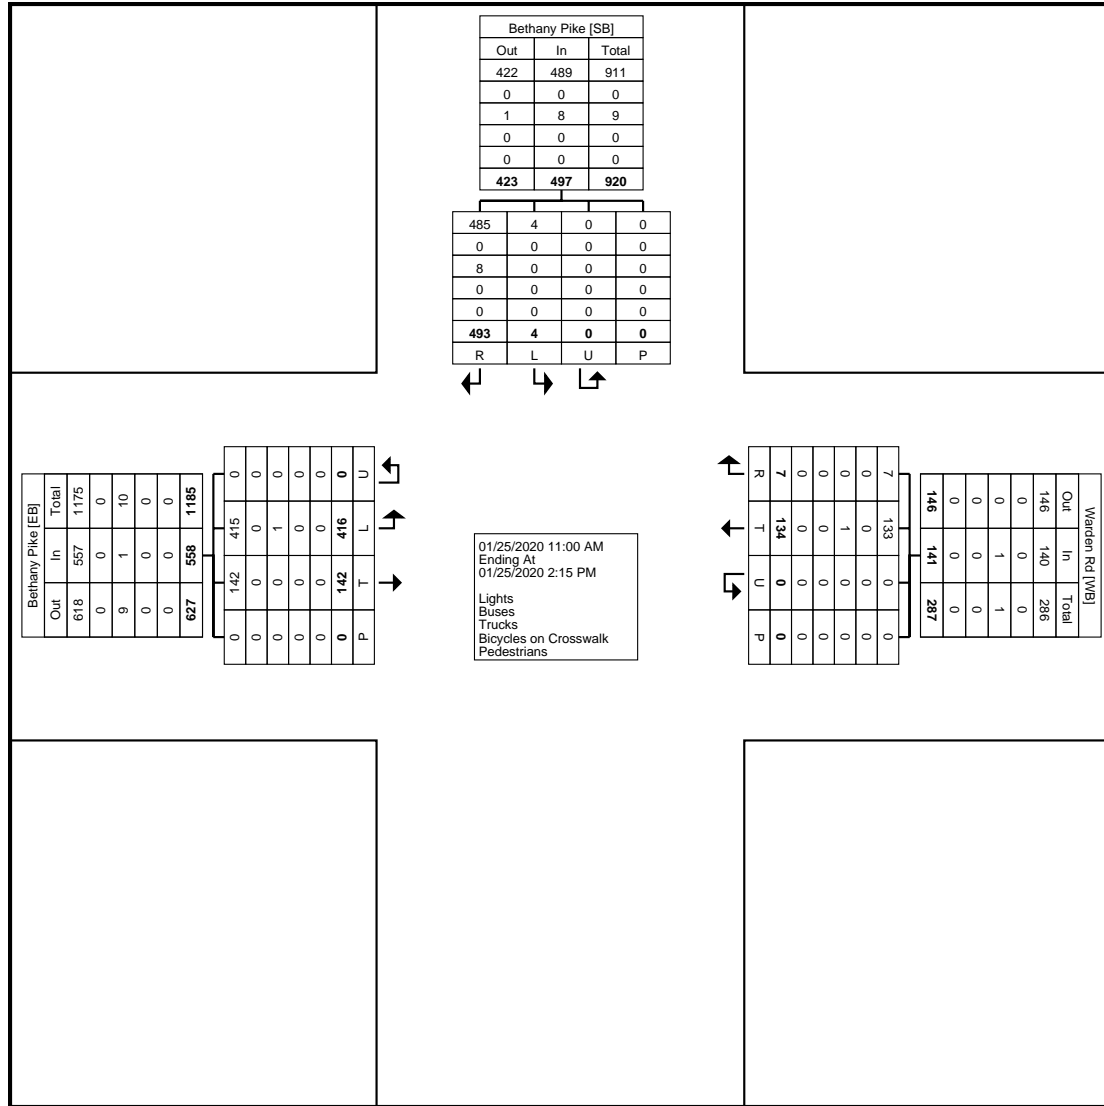 Bethany Pike [SB]
Out In Total
422 489 911
0 0 0
1 8 9
0 0 0
0 0 0
423 497 920
485 4 0 0
0 0 0 0
8 0 0 0
0 0 0 0
0 0 0 0
493 4 0 0
R L U P
Bethany Pike [EB]
Out In Total
618 557 1175
0 0 0
9 1 10
0 0 0
0 0 0
627 558 1185
0 142 415 0
0 0 0 0
0 0 1 0
0 0 0 0
0 0 0 0
0 142 416 0
P T L U
01/25/2020 11:00 AM
Ending At
01/25/2020 2:15 PM
Lights
Buses
Trucks
Bicycles on Crosswalk
Pedestrians
Warden Rd [WB]
Out In Total
146 140 286
0 0 0
0 1 1
0 0 0
0 0 0
146 141 287
7 133 0 0
0 0 0 0
0 1 0 0
0 0 0 0
0 0 0 0
7 134 0 0
R T U P